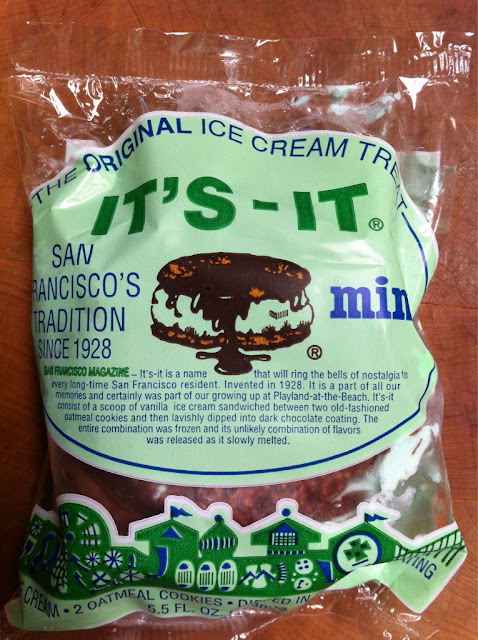 THE ORIGINAL ICE CREAM TREAT
IT'S-IT®
SAN
RANCISCO'S
TRADITION
SINCE 1928
min
®
SAN FRANCISCO MAGAZINE – It's-it is a name that will ring the bells of nostalgia to
every long-time San Francisco resident. Invented in 1928. It is a part of all our
memories and certainly was part of our growing up at Playland-at-the-Beach. It's-it
consist of a scoop of vanilla ice cream sandwiched between two old-fashioned
oatmeal cookies and then lavishly dipped into dark chocolate coating. The
entire combination was frozen and its unlikely combination of flavors
was released as it slowly melted.
CREAM • 2 OATMEAL COOKIES • IN
5.5 FL. OZ.